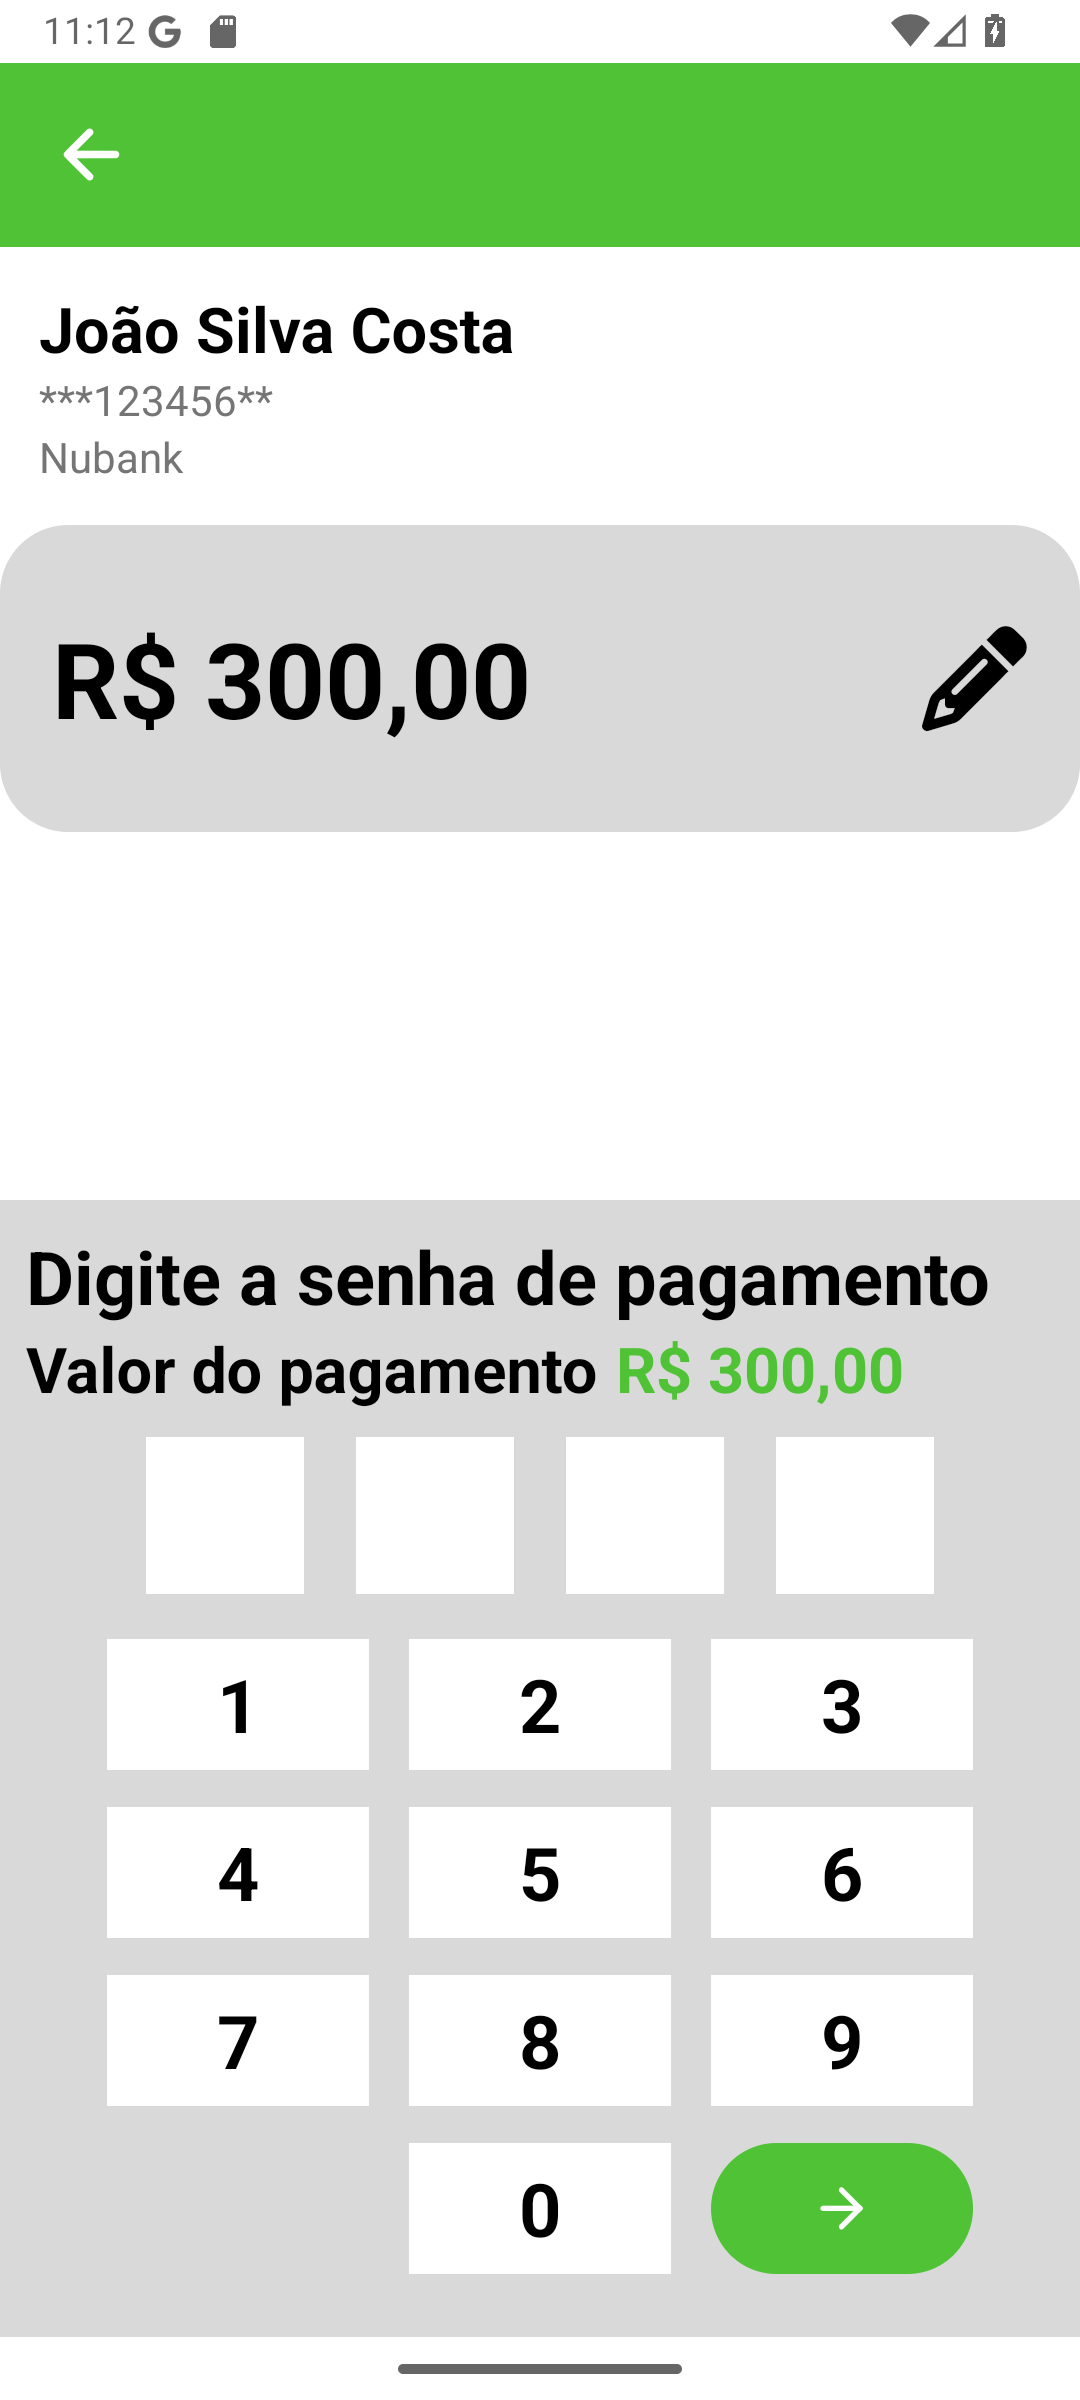 11:12
João Silva Costa
***123456**
Nubank
R$ 300,00
Digite a senha de pagamento
Valor do pagamento R$ 300,00
1 2 3
4 5 6
7 8 9
0